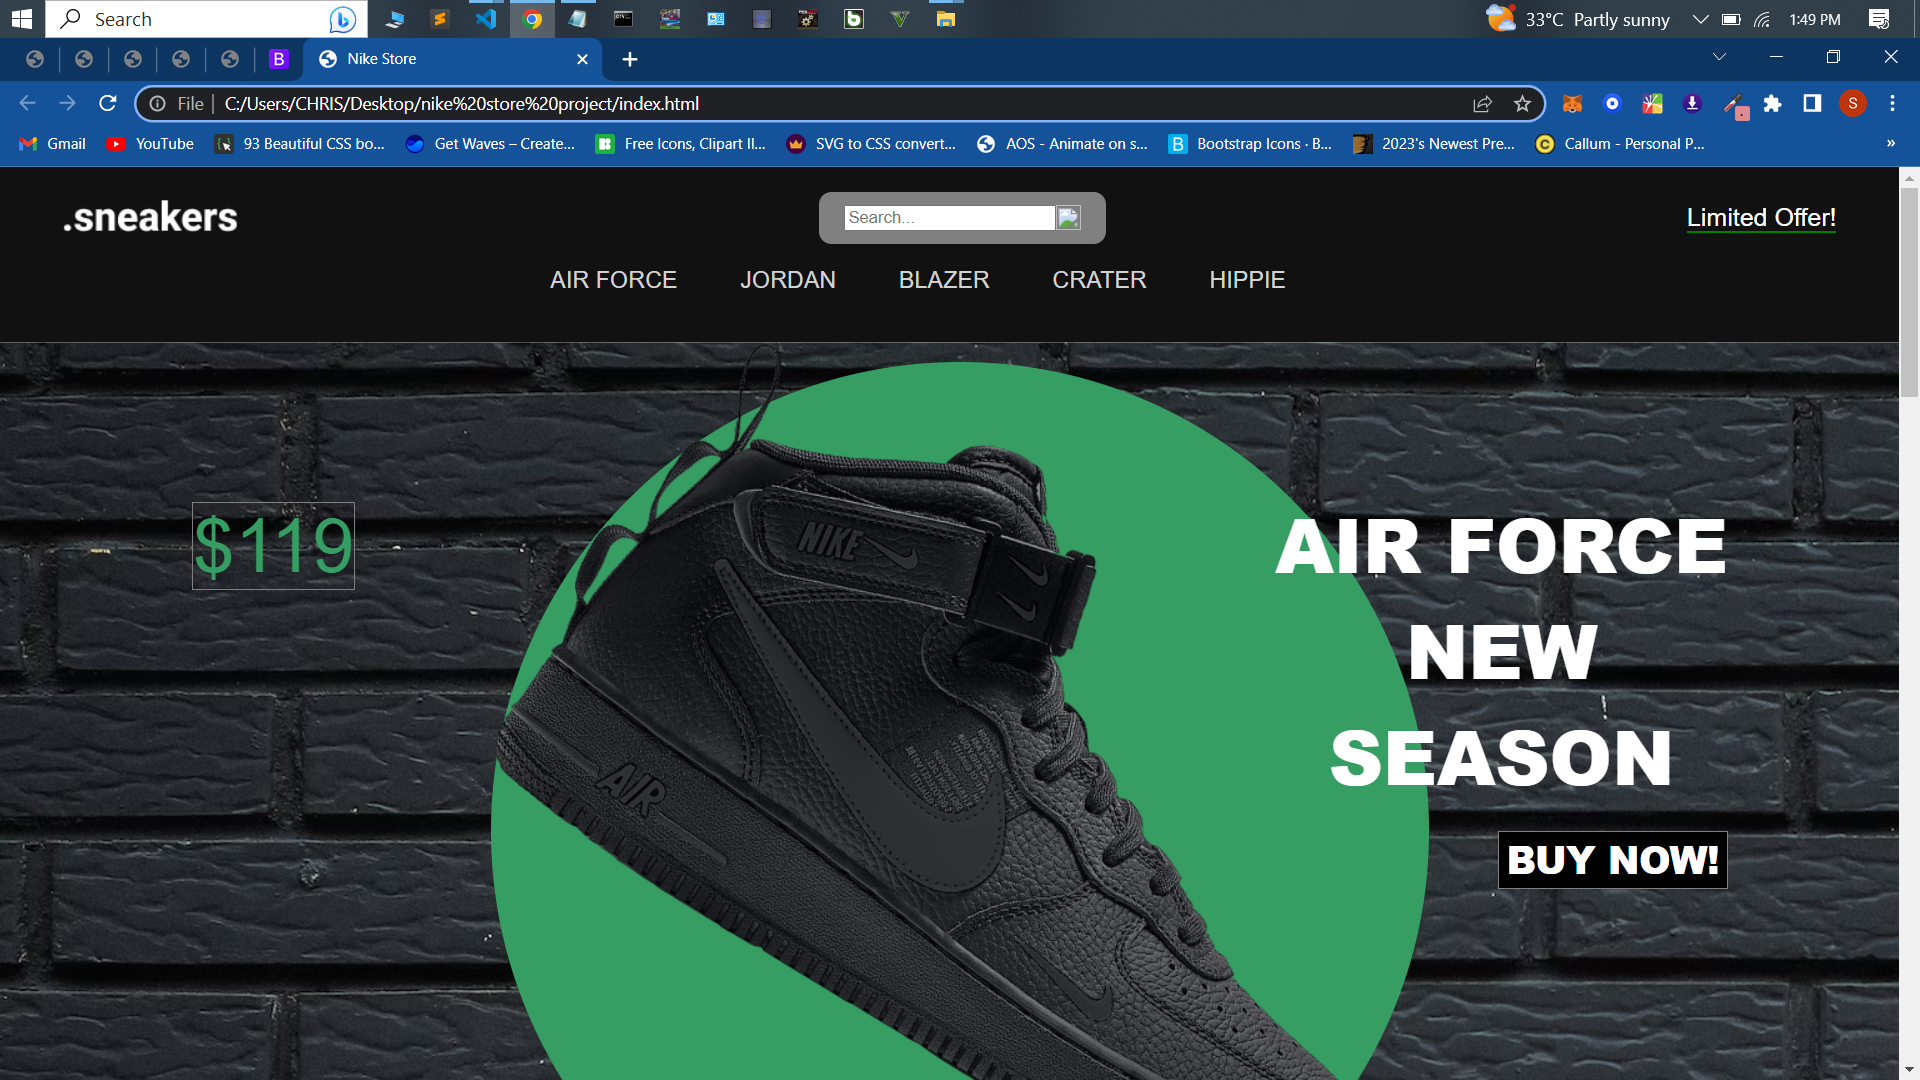 Search
33°C Partly sunny
1:49 PM
B
Nike Store
File
C:/Users/CHRIS/Desktop/nike%20store%20project/index.html
S
Gmail
YouTube
93 Beautiful CSS bo...
Get Waves – Create...
Free Icons, Clipart Il...
SVG to CSS convert...
AOS - Animate on s...
B
Bootstrap Icons · B...
2023's Newest Pre...
C
Callum - Personal P...
»
.sneakers
Search...
Limited Offer!
AIR FORCE
JORDAN
BLAZER
CRATER
HIPPIE
$119
NIKE
AIR
AIR FORCE
NEW
SEASON
BUY NOW!